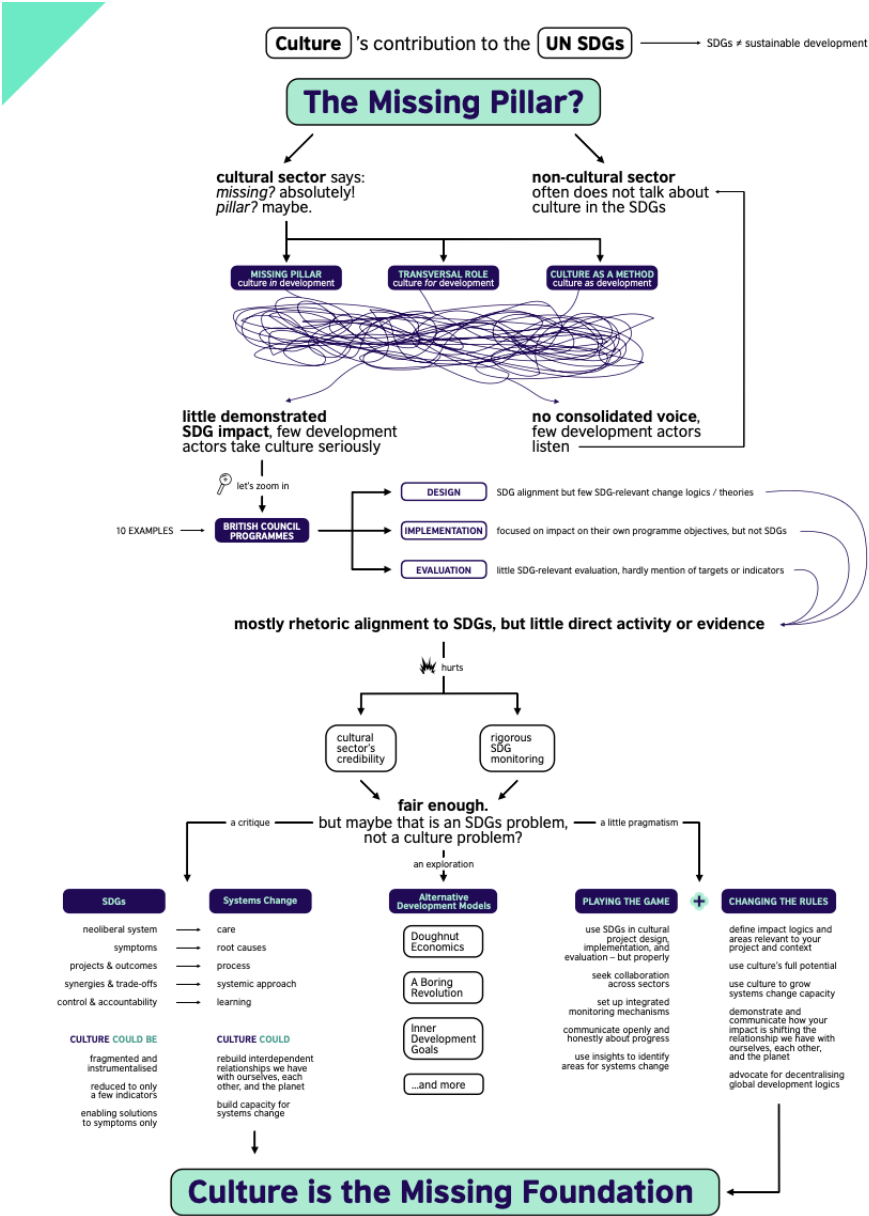 Culture 's contribution to the UN SDGs
SDGs ≠ sustainable development
The Missing Pillar?
cultural sector says:
missing? absolutely!
pillar? maybe.
non-cultural sector
often does not talk about
culture in the SDGs
MISSING PILLAR
culture in development
TRANSVERSAL ROLE
culture for development
CULTURE AS A METHOD
culture as development
little demonstrated
SDG impact, few development
actors take culture seriously
no consolidated voice,
few development actors
listen
let's zoom in
10 EXAMPLES
BRITISH COUNCIL
PROGRAMMES
DESIGN
SDG alignment but few SDG-relevant change logics / theories
IMPLEMENTATION
focused on impact on their own programme objectives, but not SDGs
EVALUATION
little SDG-relevant evaluation, hardly mention of targets or indicators
mostly rhetoric alignment to SDGs, but little direct activity or evidence
hurts
cultural
sector's
credibility
rigorous
SDG
monitoring
fair enough.
but maybe that is an SDGs problem,
not a culture problem?
a critique
an exploration
a little pragmatism
SDGs
Systems Change
neoliberal system
care
symptoms
root causes
projects & outcomes
process
synergies & trade-offs
systemic approach
control & accountability
learning
CULTURE COULD BE
fragmented and
instrumentalised
reduced to only
a few indicators
enabling solutions
to symptoms only
CULTURE COULD
rebuild interdependent
relationships we have
with ourselves, each
other, and the planet
build capacity for
systems change
Alternative
Development Models
Doughnut
Economics
A Boring
Revolution
Inner
Development
Goals
...and more
PLAYING THE GAME
use SDGs in cultural
project design,
implementation, and
evaluation – but properly
seek collaboration
across sectors
set up integrated
monitoring mechanisms
communicate openly and
honestly about progress
use insights to identify
areas for systems change
+
CHANGING THE RULES
define impact logics and
areas relevant to your
project and context
use culture's full potential
use culture to grow
systems change capacity
demonstrate and
communicate how your
impact is shifting the
relationship we have with
ourselves, each other,
and the planet
advocate for decentralising
global development logics
Culture is the Missing Foundation